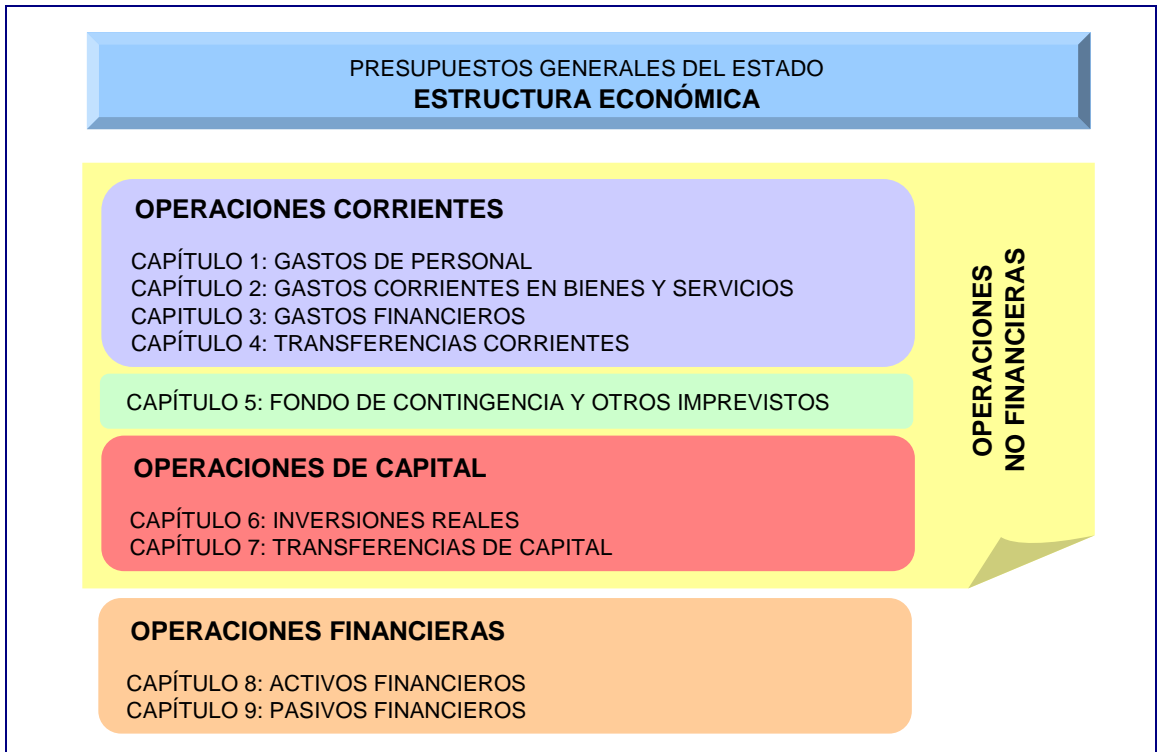 PRESUPUESTOS GENERALES DEL ESTADO
ESTRUCTURA ECONÓMICA
OPERACIONES CORRIENTES
CAPÍTULO 1: GASTOS DE PERSONAL
CAPÍTULO 2: GASTOS CORRIENTES EN BIENES Y SERVICIOS
CAPITULO 3: GASTOS FINANCIEROS
CAPÍTULO 4: TRANSFERENCIAS CORRIENTES
CAPÍTULO 5: FONDO DE CONTINGENCIA Y OTROS IMPREVISTOS
OPERACIONES DE CAPITAL
CAPÍTULO 6: INVERSIONES REALES
CAPÍTULO 7: TRANSFERENCIAS DE CAPITAL
OPERACIONES
NO FINANCIERAS
OPERACIONES FINANCIERAS
CAPÍTULO 8: ACTIVOS FINANCIEROS
CAPÍTULO 9: PASIVOS FINANCIEROS